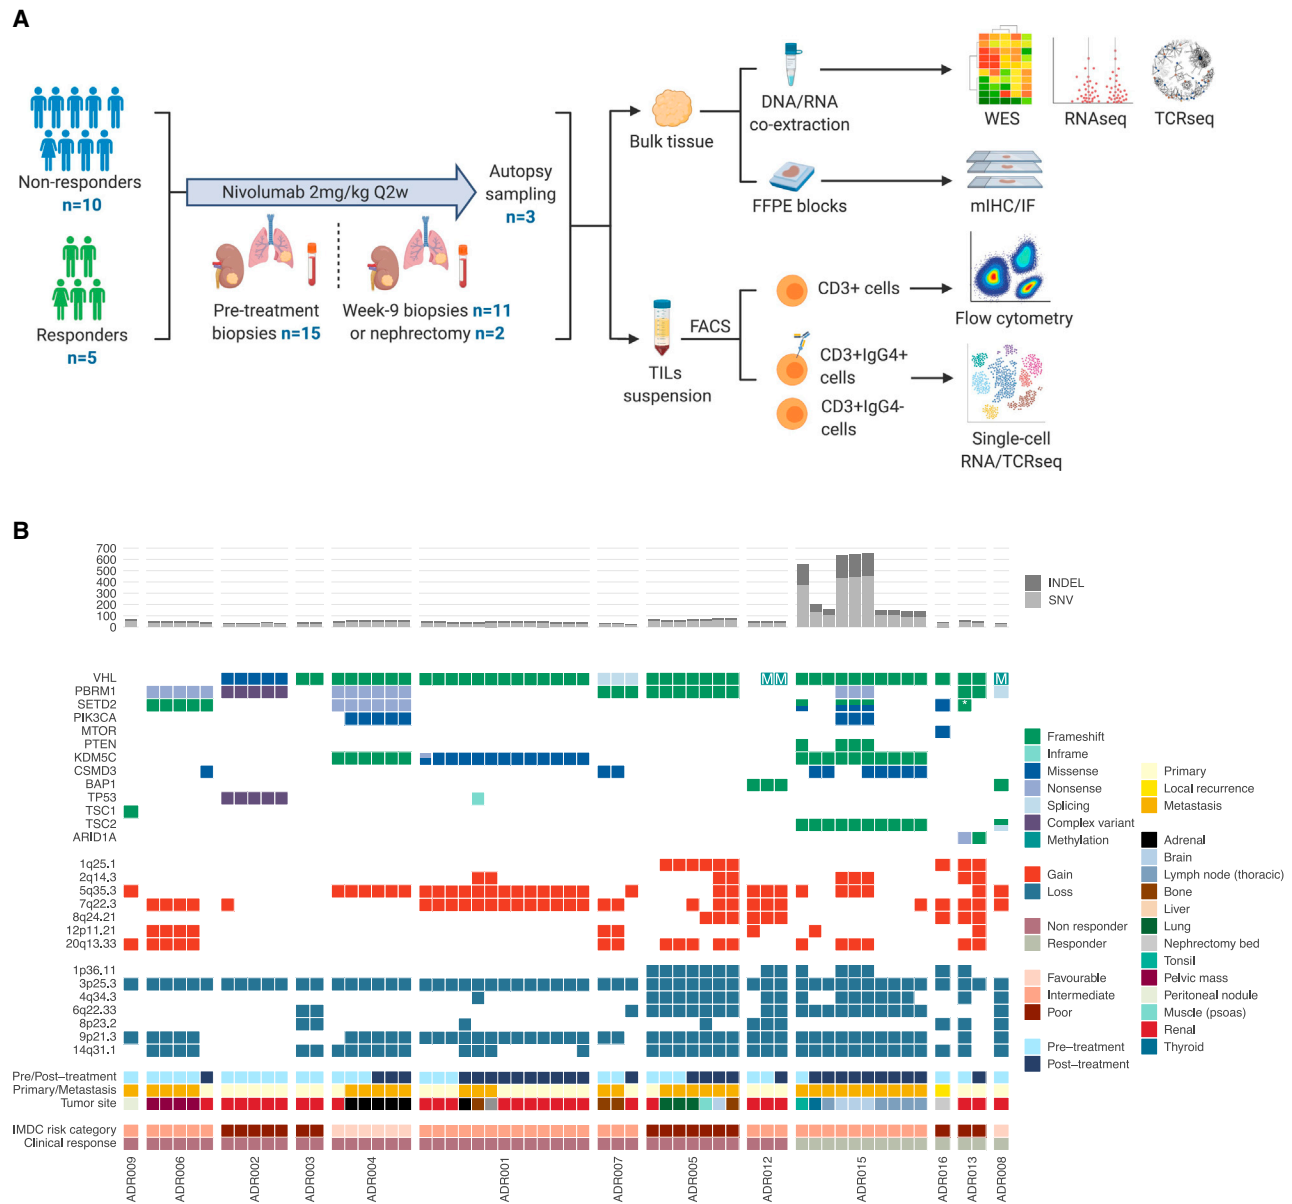 A
Non-responders
n=10
Responders
n=5
Nivolumab 2mg/kg Q2w
Pre-treatment
biopsies n=15
Week-9 biopsies n=11
or nephrectomy n=2
Autopsy
sampling
n=3
Bulk tissue
DNA/RNA
co-extraction
FFPE blocks
WES
RNAseq
TCRseq
mIHC/IF
TILs
suspension
FACS
CD3+ cells
CD3+IgG4+
cells
CD3+IgG4-
cells
Flow cytometry
Single-cell
RNA/TCRseq
B
700
600
500
400
300
200
100
0
INDEL
SNV
VHL
M M
M
PBRM1
SETD2
*
PIK3CA
MTOR
PTEN
KDM5C
CSMD3
BAP1
TP53
TSC1
TSC2
ARID1A
1q25.1
2q14.3
5q35.3
7q22.3
8q24.21
12p11.21
20q13.33
1p36.11
3p25.3
4q34.3
6q22.33
8p23.2
9p21.3
14q31.1
Pre/Post–treatment
Primary/Metastasis
Tumor site
IMDC risk category
Clinical response
ADR009
ADR006
ADR002
ADR003
ADR004
ADR001
ADR007
ADR005
ADR012
ADR015
ADR016
ADR013
ADR008
Frameshift
Inframe
Missense
Nonsense
Splicing
Complex variant
Methylation
Gain
Loss
Non responder
Responder
Favourable
Intermediate
Poor
Pre–treatment
Post–treatment
Primary
Local recurrence
Metastasis
Adrenal
Brain
Lymph node (thoracic)
Bone
Liver
Lung
Nephrectomy bed
Tonsil
Pelvic mass
Peritoneal nodule
Muscle (psoas)
Renal
Thyroid